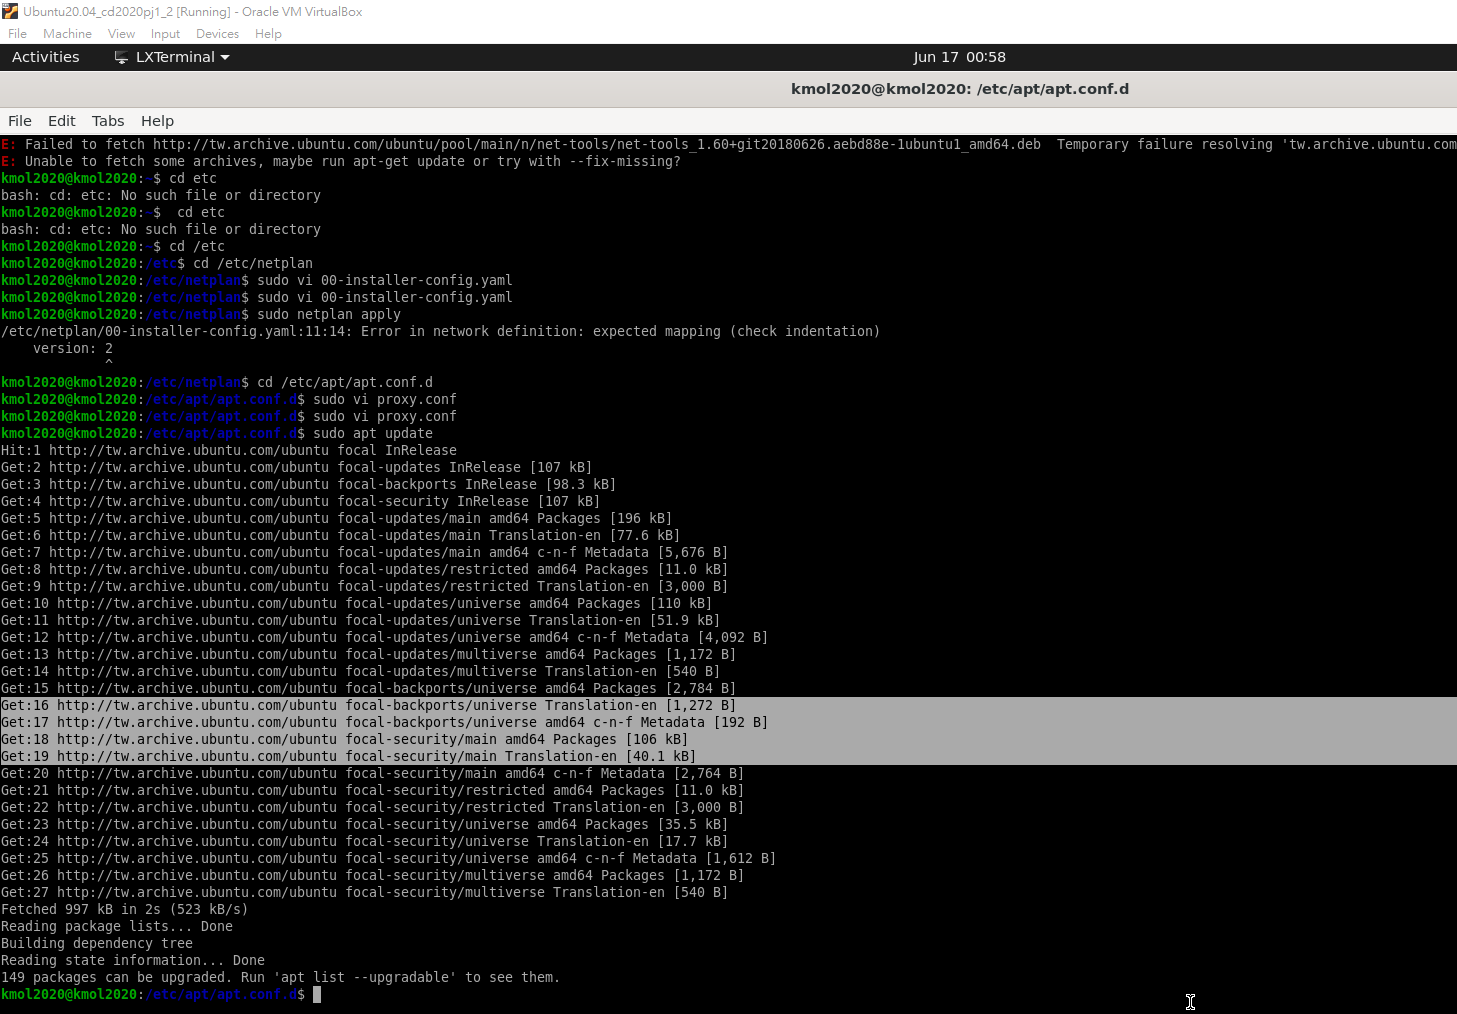 Ubuntu20.04_cd2020pj1_2 [Running] - Oracle VM VirtualBox
File Machine View Input Devices Help
Activities LXTerminal Jun 17 00:58
kmol2020@kmol2020: /etc/apt/apt.conf.d
File Edit Tabs Help
E: Failed to fetch http://tw.archive.ubuntu.com/ubuntu/pool/main/n/net-tools/net-tools_1.60+git20180626.aebd88e-1ubuntu1_amd64.deb  Temporary failure resolving 'tw.archive.ubuntu.com
E: Unable to fetch some archives, maybe run apt-get update or try with --fix-missing?
kmol2020@kmol2020:~$ cd etc
bash: cd: etc: No such file or directory
kmol2020@kmol2020:~$  cd etc
bash: cd: etc: No such file or directory
kmol2020@kmol2020:~$ cd /etc
kmol2020@kmol2020:/etc$ cd /etc/netplan
kmol2020@kmol2020:/etc/netplan$ sudo vi 00-installer-config.yaml
kmol2020@kmol2020:/etc/netplan$ sudo vi 00-installer-config.yaml
kmol2020@kmol2020:/etc/netplan$ sudo netplan apply
/etc/netplan/00-installer-config.yaml:11:14: Error in network definition: expected mapping (check indentation)
    version: 2
             ^
kmol2020@kmol2020:/etc/netplan$ cd /etc/apt/apt.conf.d
kmol2020@kmol2020:/etc/apt/apt.conf.d$ sudo vi proxy.conf
kmol2020@kmol2020:/etc/apt/apt.conf.d$ sudo vi proxy.conf
kmol2020@kmol2020:/etc/apt/apt.conf.d$ sudo apt update
Hit:1 http://tw.archive.ubuntu.com/ubuntu focal InRelease
Get:2 http://tw.archive.ubuntu.com/ubuntu focal-updates InRelease [107 kB]
Get:3 http://tw.archive.ubuntu.com/ubuntu focal-backports InRelease [98.3 kB]
Get:4 http://tw.archive.ubuntu.com/ubuntu focal-security InRelease [107 kB]
Get:5 http://tw.archive.ubuntu.com/ubuntu focal-updates/main amd64 Packages [196 kB]
Get:6 http://tw.archive.ubuntu.com/ubuntu focal-updates/main Translation-en [77.6 kB]
Get:7 http://tw.archive.ubuntu.com/ubuntu focal-updates/main amd64 c-n-f Metadata [5,676 B]
Get:8 http://tw.archive.ubuntu.com/ubuntu focal-updates/restricted amd64 Packages [11.0 kB]
Get:9 http://tw.archive.ubuntu.com/ubuntu focal-updates/restricted Translation-en [3,000 B]
Get:10 http://tw.archive.ubuntu.com/ubuntu focal-updates/universe amd64 Packages [110 kB]
Get:11 http://tw.archive.ubuntu.com/ubuntu focal-updates/universe Translation-en [51.9 kB]
Get:12 http://tw.archive.ubuntu.com/ubuntu focal-updates/universe amd64 c-n-f Metadata [4,092 B]
Get:13 http://tw.archive.ubuntu.com/ubuntu focal-updates/multiverse amd64 Packages [1,172 B]
Get:14 http://tw.archive.ubuntu.com/ubuntu focal-updates/multiverse Translation-en [540 B]
Get:15 http://tw.archive.ubuntu.com/ubuntu focal-backports/universe amd64 Packages [2,784 B]
Get:16 http://tw.archive.ubuntu.com/ubuntu focal-backports/universe Translation-en [1,272 B]
Get:17 http://tw.archive.ubuntu.com/ubuntu focal-backports/universe amd64 c-n-f Metadata [192 B]
Get:18 http://tw.archive.ubuntu.com/ubuntu focal-security/main amd64 Packages [106 kB]
Get:19 http://tw.archive.ubuntu.com/ubuntu focal-security/main Translation-en [40.1 kB]
Get:20 http://tw.archive.ubuntu.com/ubuntu focal-security/main amd64 c-n-f Metadata [2,764 B]
Get:21 http://tw.archive.ubuntu.com/ubuntu focal-security/restricted amd64 Packages [11.0 kB]
Get:22 http://tw.archive.ubuntu.com/ubuntu focal-security/restricted Translation-en [3,000 B]
Get:23 http://tw.archive.ubuntu.com/ubuntu focal-security/universe amd64 Packages [35.5 kB]
Get:24 http://tw.archive.ubuntu.com/ubuntu focal-security/universe Translation-en [17.7 kB]
Get:25 http://tw.archive.ubuntu.com/ubuntu focal-security/universe amd64 c-n-f Metadata [1,612 B]
Get:26 http://tw.archive.ubuntu.com/ubuntu focal-security/multiverse amd64 Packages [1,172 B]
Get:27 http://tw.archive.ubuntu.com/ubuntu focal-security/multiverse Translation-en [540 B]
Fetched 997 kB in 2s (523 kB/s)
Reading package lists... Done
Building dependency tree
Reading state information... Done
149 packages can be upgraded. Run 'apt list --upgradable' to see them.
kmol2020@kmol2020:/etc/apt/apt.conf.d$